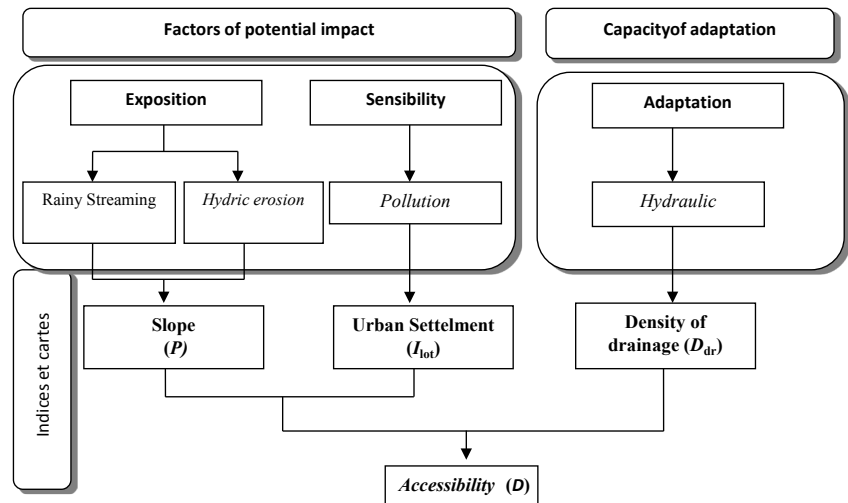 Factors of potential impact
Capacityof adaptation
Exposition
Sensibility
Adaptation
Rainy Streaming
Hydric erosion
Pollution
Hydraulic
Indices et cartes
Slope
(P)
Urban Settelment
(Ilot)
Density of
drainage (Ddr)
Accessibility (D)